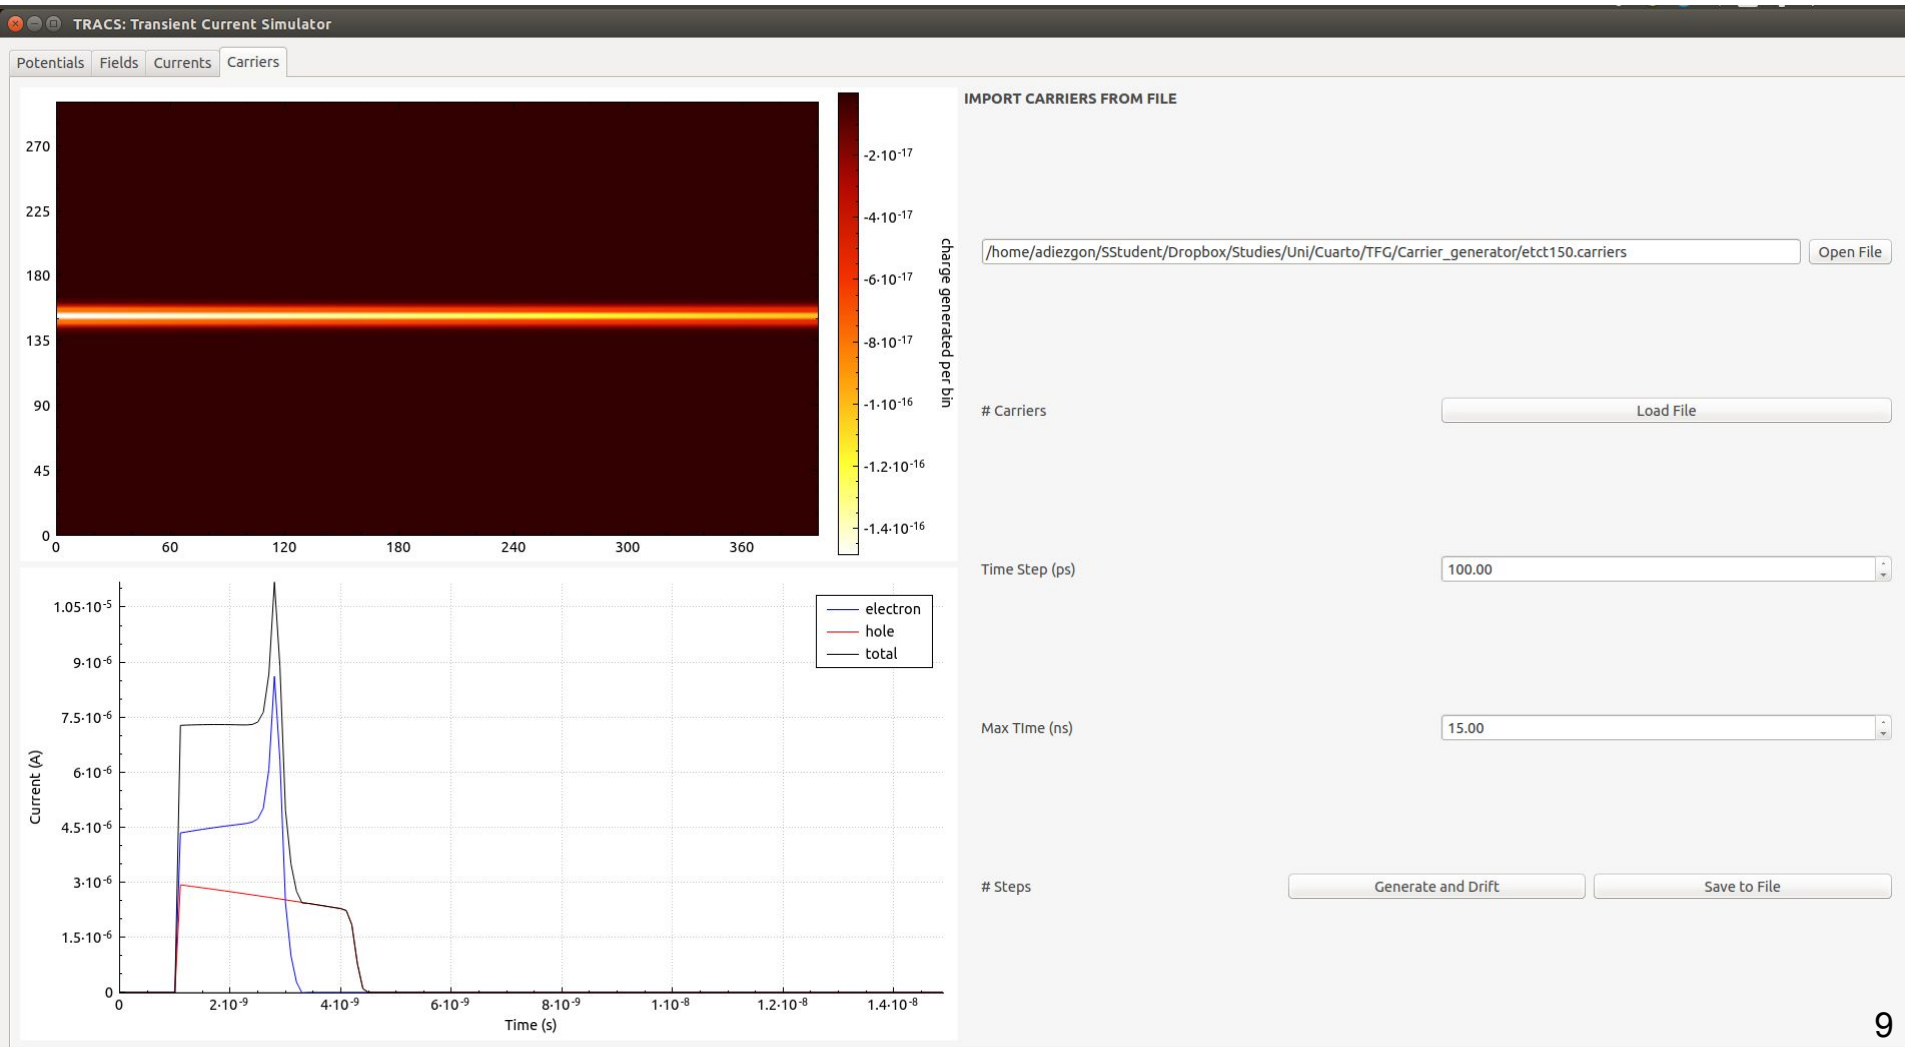 TRACS: Transient Current Simulator
Potentials Fields Currents Carriers
270
225
180
135
90
45
0
0 60 120 180 240 300 360
-2·10⁻¹⁷
-4·10⁻¹⁷
-6·10⁻¹⁷
-8·10⁻¹⁷
-1·10⁻¹⁶
-1.2·10⁻¹⁶
-1.4·10⁻¹⁶
charge generated per bin
IMPORT CARRIERS FROM FILE
/home/adiezgon/SStudent/Dropbox/Studies/Uni/Cuarto/TFG/Carrier_generator/etct150.carriers Open File
# Carriers Load File
Time Step (ps) 100.00
Max TIme (ns) 15.00
# Steps Generate and Drift Save to File
electron
hole
total
1.05·10⁻⁵
9·10⁻⁶
7.5·10⁻⁶
6·10⁻⁶
4.5·10⁻⁶
3·10⁻⁶
1.5·10⁻⁶
0
Current (A)
0 2·10⁻⁹ 4·10⁻⁹ 6·10⁻⁹ 8·10⁻⁹ 1·10⁻⁸ 1.2·10⁻⁸ 1.4·10⁻⁸
Time (s)
9